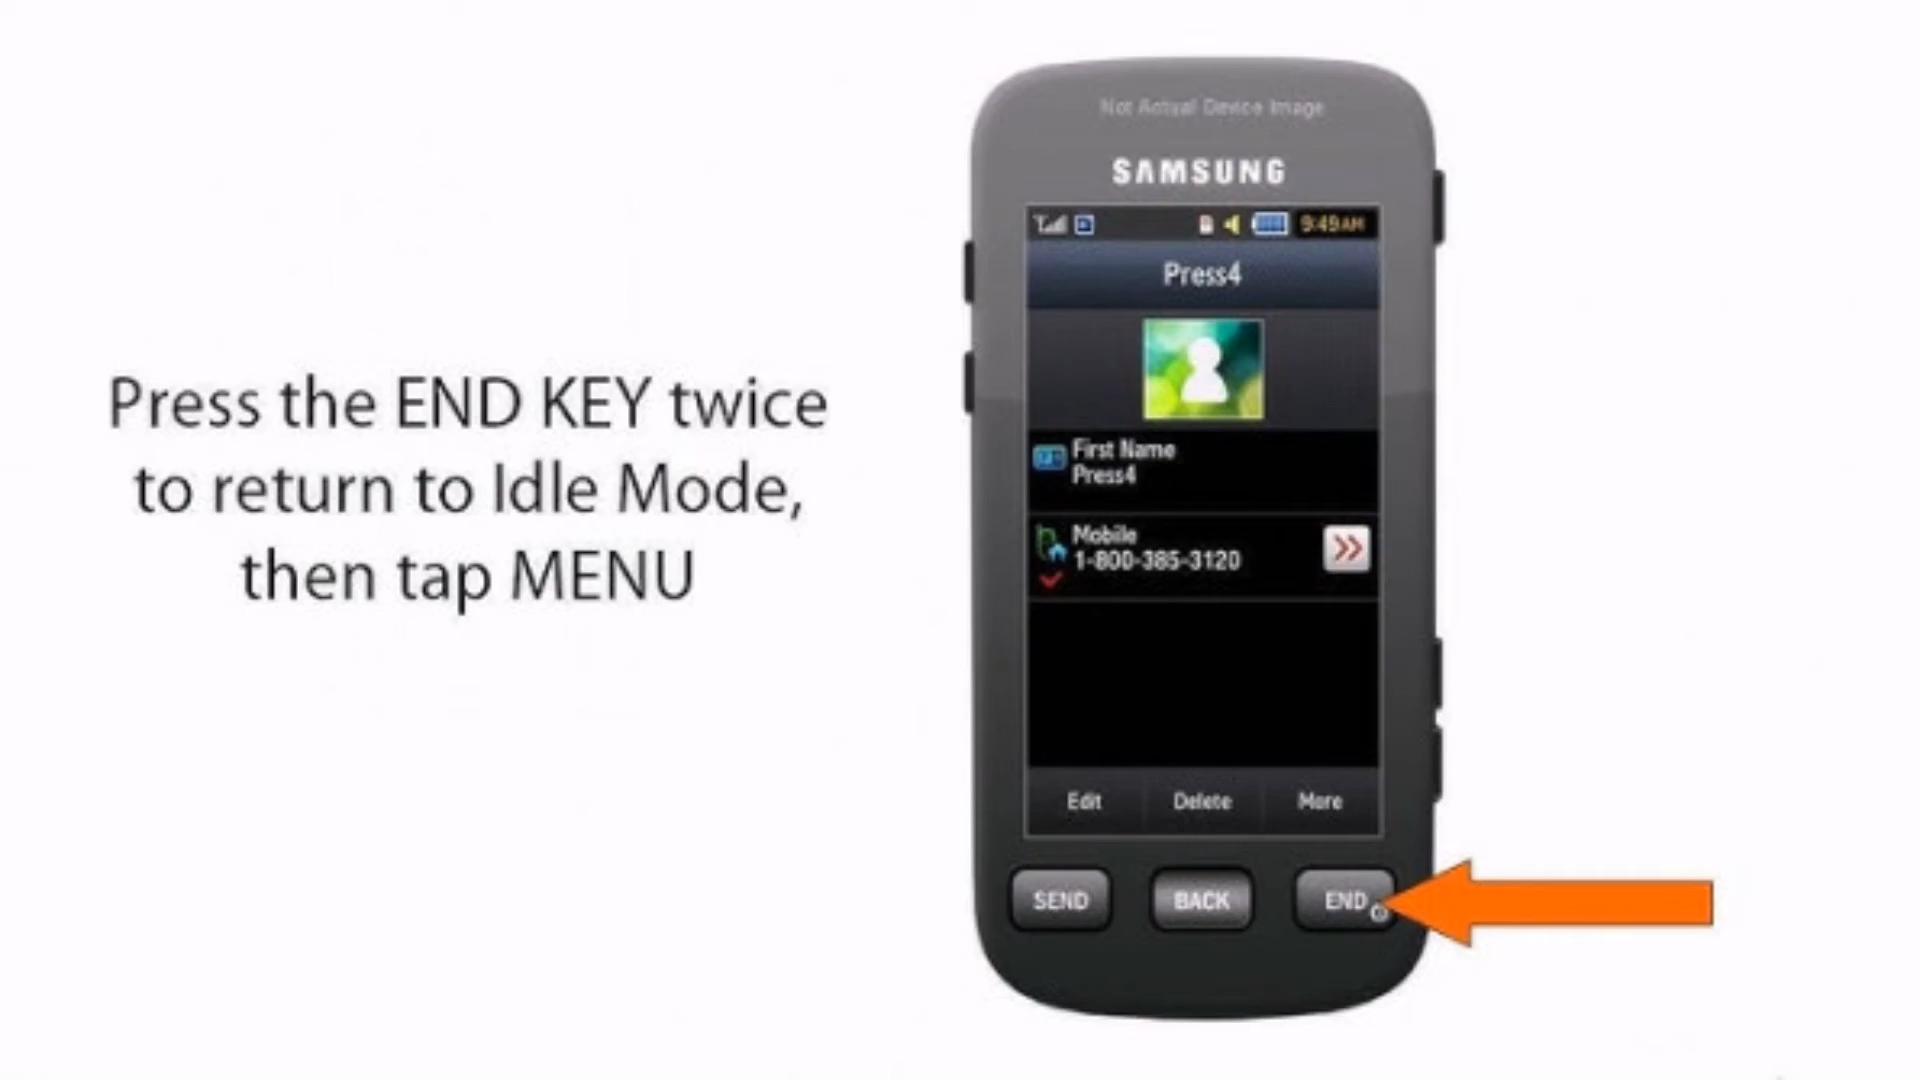 Press the END KEY twice
to return to Idle Mode,
then tap MENU
Not Actual Device Image
SAMSUNG
9:49AM
Press4
First Name
Press4
Mobile
1-800-385-3120
Edit Delete More
SEND BACK END